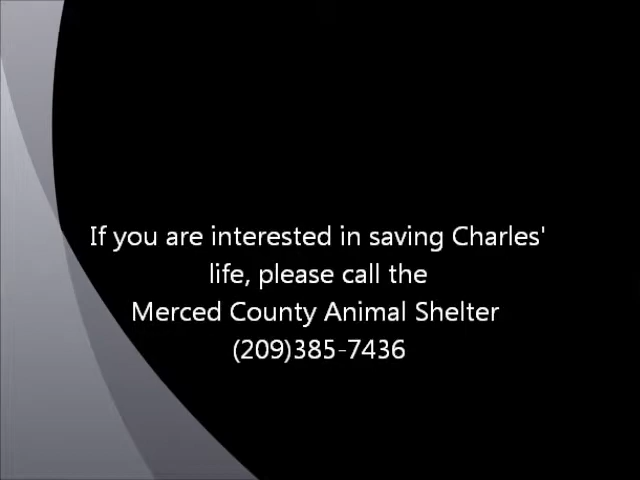 If you are interested in saving Charles'
life, please call the
Merced County Animal Shelter
(209)385-7436